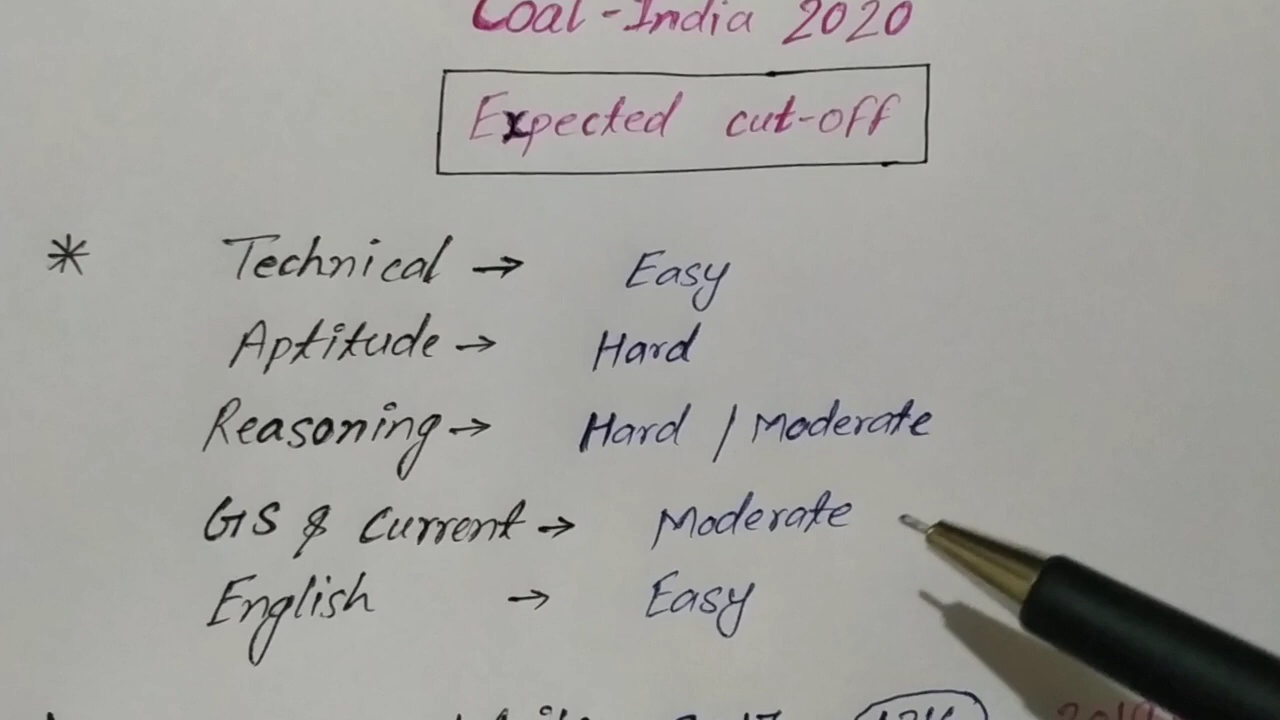 Coal-India 2020
Expected cut-off
* Technical → Easy
Aptitude → Hard
Reasoning → Hard / Moderate
GS & Current → Moderate
English → Easy